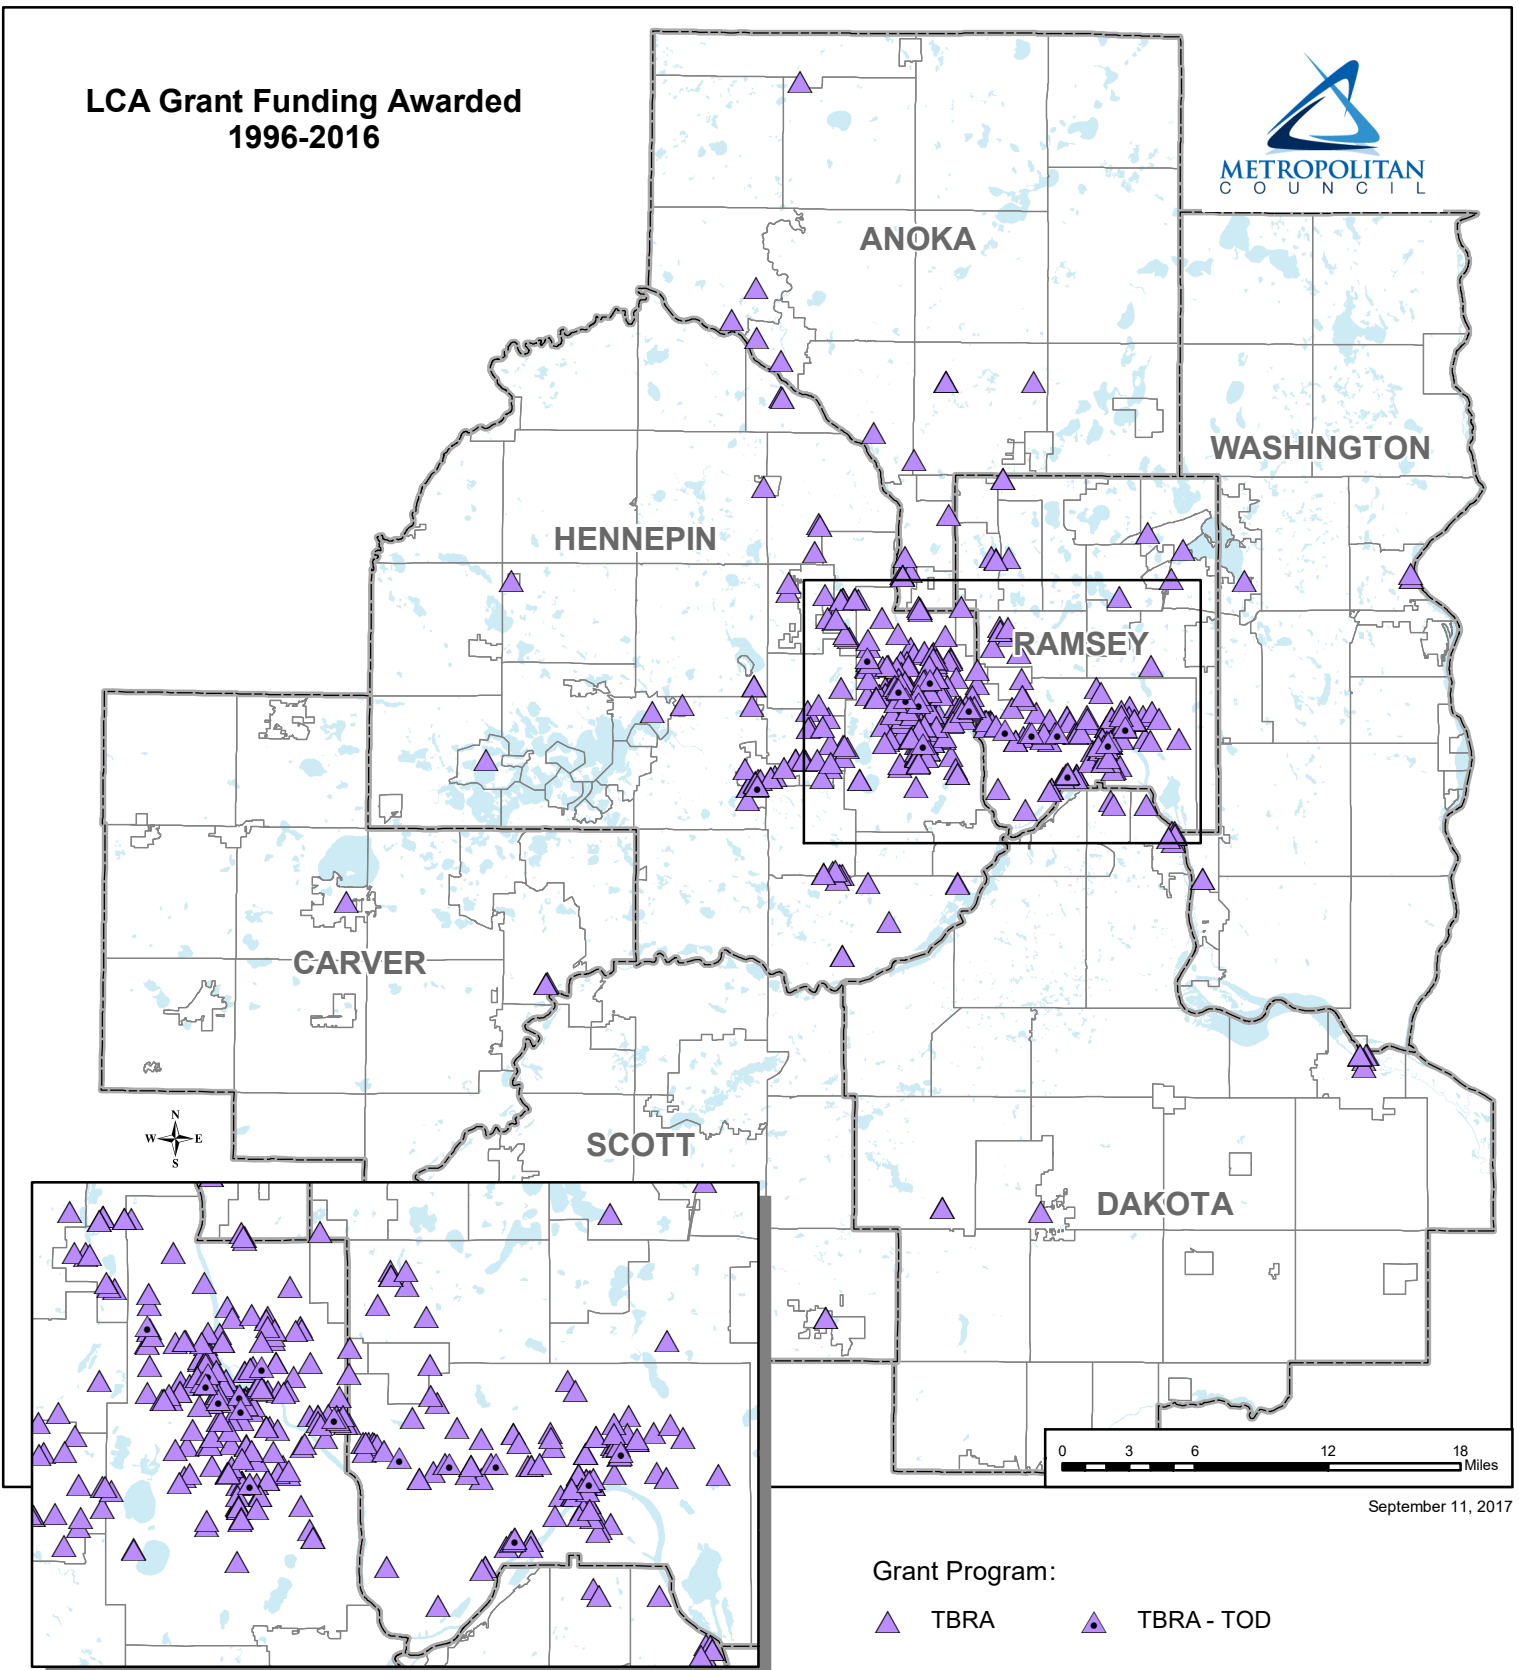 LCA Grant Funding Awarded
1996-2016
METROPOLITAN
COUNCIL
ANOKA
WASHINGTON
HENNEPIN
RAMSEY
CARVER
SCOTT
DAKOTA
N
W E
S
0 3 6 12 18
Miles
September 11, 2017
Grant Program:
TBRA
TBRA - TOD